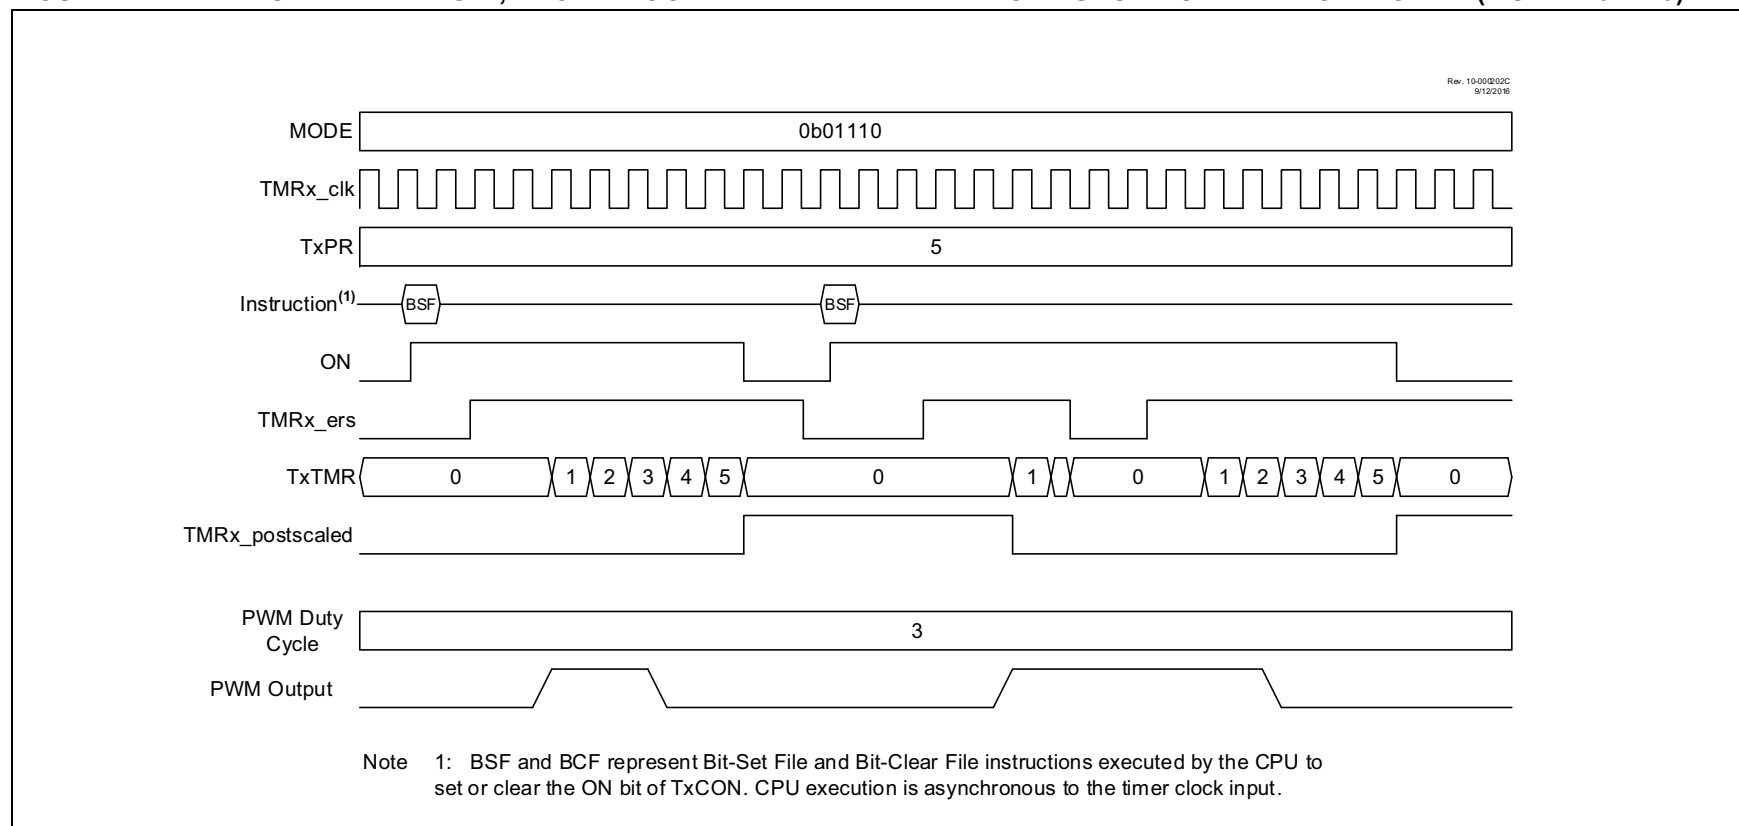 Rev. 10-000202C
9/12/2016
MODE 0b01110
TMRx_clk
TxPR 5
Instruction(1) BSF BSF
ON
TMRx_ers
TxTMR 0 1 2 3 4 5 0 1 0 1 2 3 4 5 0
TMRx_postscaled
PWM Duty
Cycle 3
PWM Output
Note 1: BSF and BCF represent Bit-Set File and Bit-Clear File instructions executed by the CPU to
set or clear the ON bit of TxCON. CPU execution is asynchronous to the timer clock input.